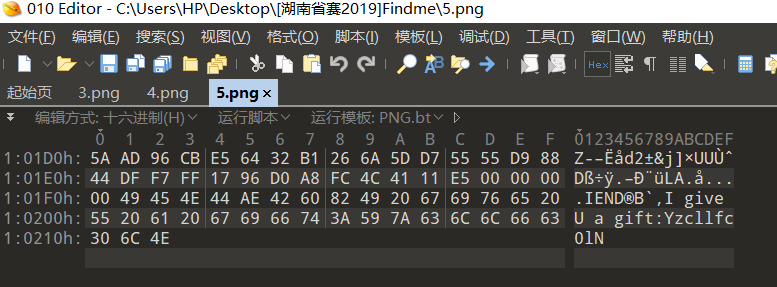 010 Editor - C:\Users\HP\Desktop\[湖南省赛2019]Findme\5.png
文件(F) 编辑(E) 搜索(S) 视图(V) 格式(O) 脚本(I) 模板(L) 调试(D) 工具(T) 窗口(W) 帮助(H)
Hex
起始页 3.png 4.png 5.png ×
编辑方式: 十六进制(H) 运行脚本 运行模板: PNG.bt
0 1 2 3 4 5 6 7 8 9 A B C D E F 0123456789ABCDEF
1:01D0h: 5A AD 96 CB E5 64 32 B1 26 6A 5D D7 55 55 D9 88 Z-–Ëåd2±&j]×UUÙˆ
1:01E0h: 44 DF F7 FF 17 96 D0 A8 FC 4C 41 11 E5 00 00 00 Dß÷ÿ.–Ð¨üLA.å...
1:01F0h: 00 49 45 4E 44 AE 42 60 82 49 20 67 69 76 65 20 .IEND®B`‚I give
1:0200h: 55 20 61 20 67 69 66 74 3A 59 7A 63 6C 6C 66 63 U a gift:Yzcllfc
1:0210h: 30 6C 4E 0lN